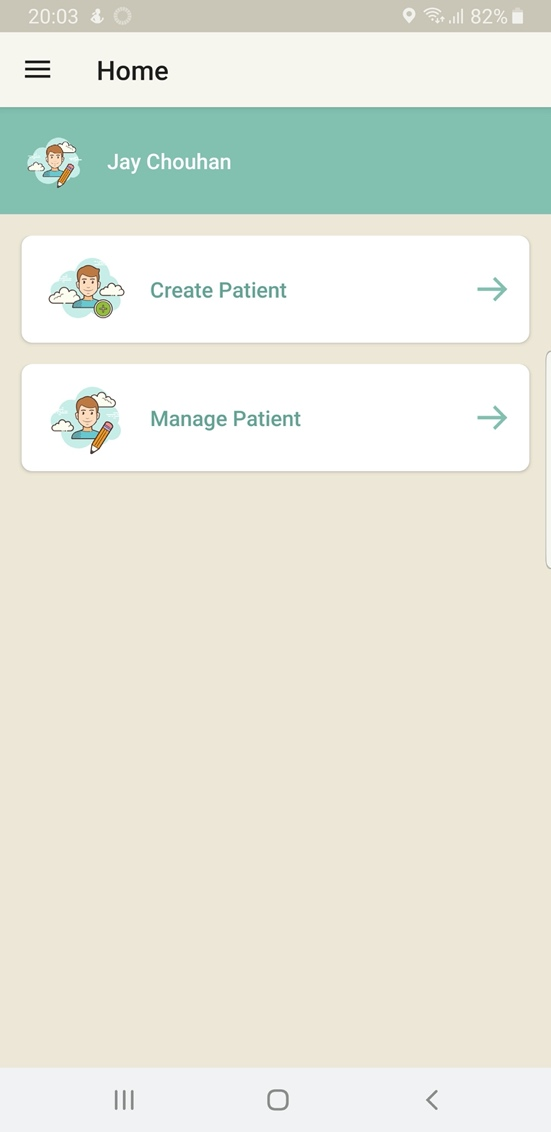 20:03 82%
Home
Jay Chouhan
Create Patient
Manage Patient